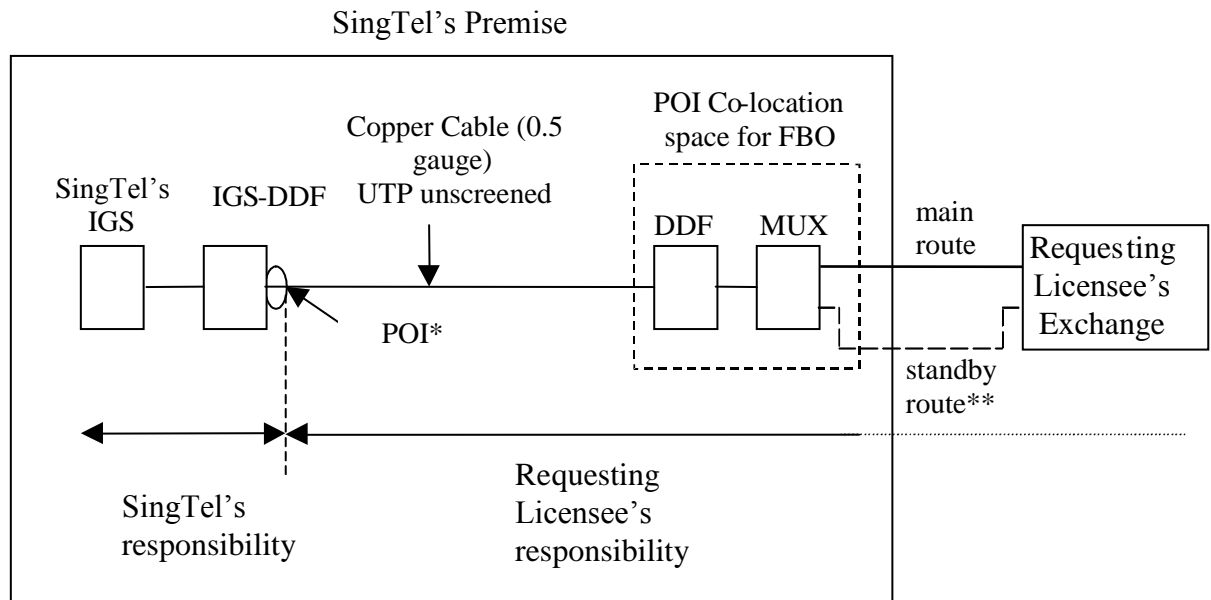 SingTel's Premise
POI Co-location
space for FBO
Copper Cable (0.5
gauge)
UTP unscreened
SingTel's
IGS
IGS-DDF
DDF
MUX
main
route
Requesting
Licensee's
Exchange
POI*
standby
route**
SingTel's
responsibility
Requesting
Licensee's
responsibility